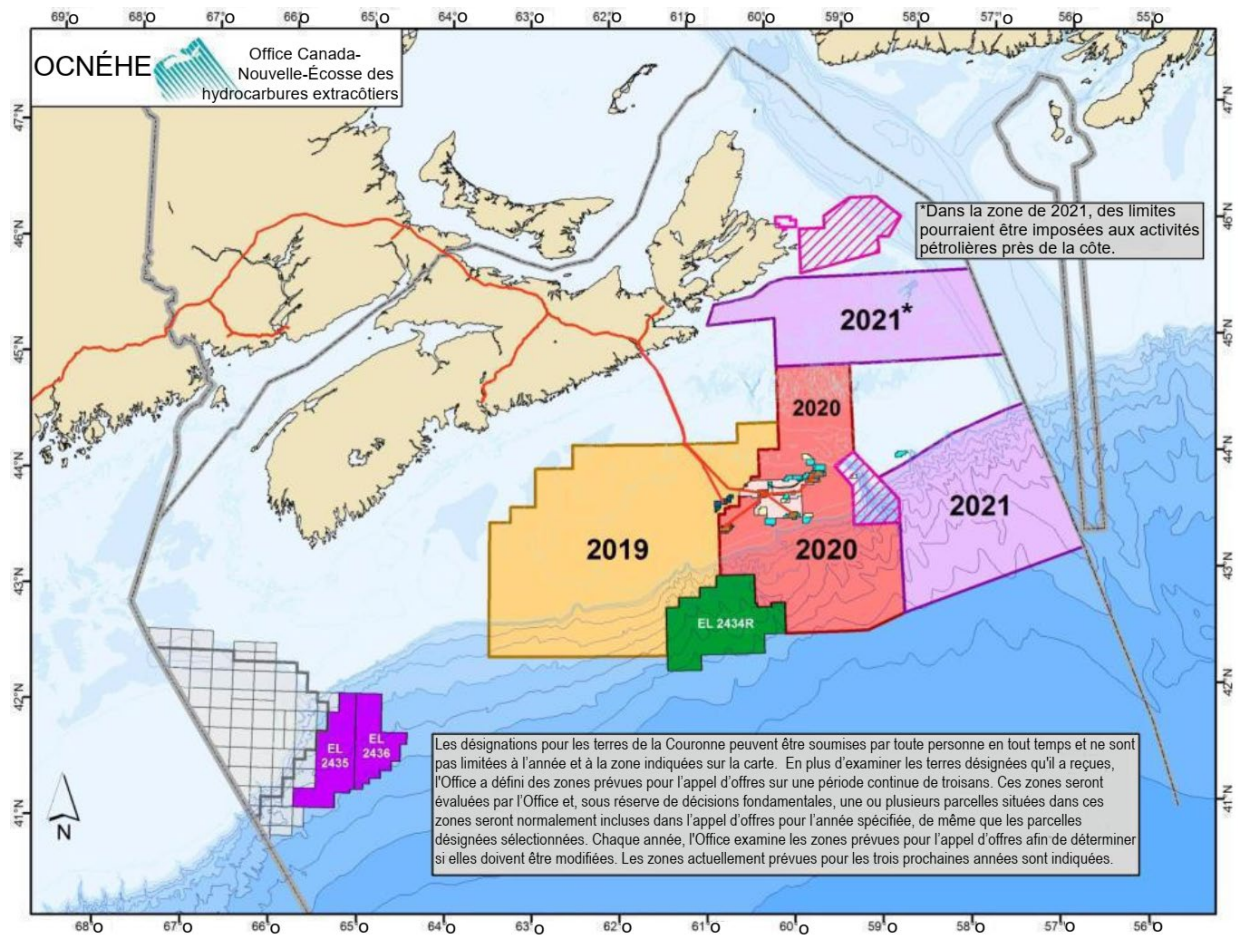 69°O 68°O 67°O 66°O 65°O 64°O 63°O 62°O 61°O 60°O 59°O 58°O 57°O 56°O 55°O
OCNÉHE
Office Canada-
Nouvelle-Écosse des
hydrocarbures extracôtiers
47°N
47°N
46°N
46°N
*Dans la zone de 2021, des limites
pourraient être imposées aux activités
pétrolières près de la côte.
2021*
45°N
45°N
2020
44°N
44°N
2021
2019
2020
43°N
43°N
EL 2434R
42°N
42°N
EL
2435
EL
2436
Les désignations pour les terres de la Couronne peuvent être soumises par toute personne en tout temps et ne sont
pas limitées à l'année et à la zone indiquées sur la carte. En plus d'examiner les terres désignées qu'il a reçues,
l'Office a défini des zones prévues pour l'appel d'offres sur une période continue de troisans. Ces zones seront
évaluées par l'Office et, sous réserve de décisions fondamentales, une ou plusieurs parcelles situées dans ces
zones seront normalement incluses dans l'appel d'offres pour l'année spécifiée, de même que les parcelles
désignées sélectionnées. Chaque année, l'Office examine les zones prévues pour l'appel d'offres afin de déterminer
si elles doivent être modifiées. Les zones actuellement prévues pour les trois prochaines années sont indiquées.
41°N
41°N
N
68°O 67°O 66°O 65°O 64°O 63°O 62°O 61°O 60°O 59°O 58°O 57°O 56°O